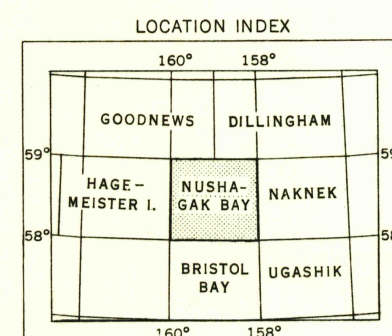 LOCATION INDEX
160° 158°
GOODNEWS DILLINGHAM
59° 59
HAGE-
MEISTER I.
NUSHA-
GAK BAY
NAKNEK
58° 58
BRISTOL
BAY
UGASHIK
160° 158°